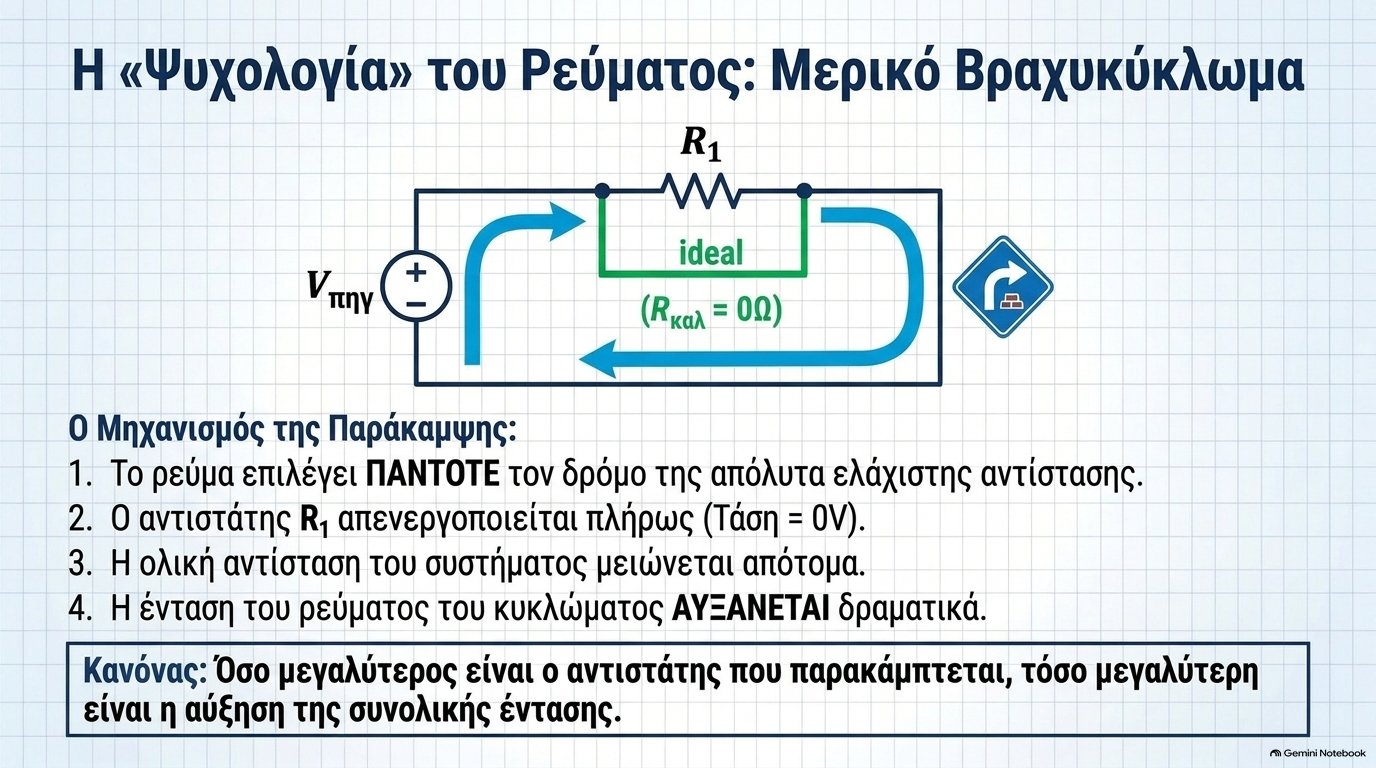 Η «Ψυχολογία» του Ρεύματος: Μερικό Βραχυκύκλωμα
R₁
V_πηγ
+
−
ideal
(R_καλ = 0Ω)
Ο Μηχανισμός της Παράκαμψης:
1. Το ρεύμα επιλέγει ΠΑΝΤΟΤΕ τον δρόμο της απόλυτα ελάχιστης αντίστασης.
2. Ο αντιστάτης R₁ απενεργοποιείται πλήρως (Τάση = 0V).
3. Η ολική αντίσταση του συστήματος μειώνεται απότομα.
4. Η ένταση του ρεύματος του κυκλώματος ΑΥΞΑΝΕΤΑΙ δραματικά.
Κανόνας: Όσο μεγαλύτερος είναι ο αντιστάτης που παρακάμπτεται, τόσο μεγαλύτερη
είναι η αύξηση της συνολικής έντασης.
Gemini Notebook